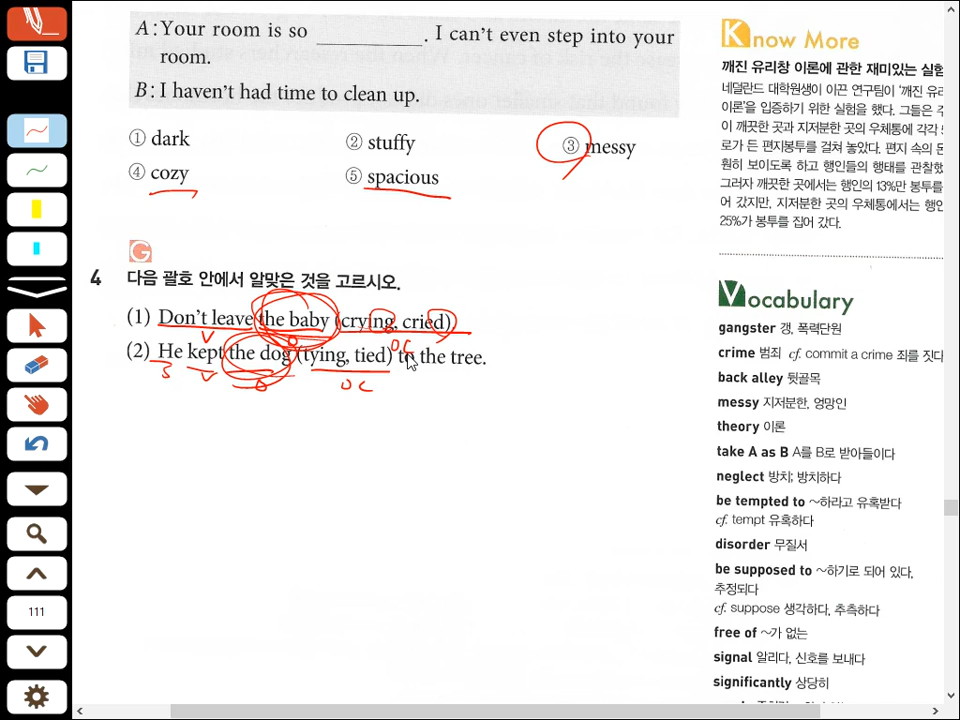 A: Your room is so ________. I can't even step into your
room.
B: I haven't had time to clean up.
① dark ② stuffy ③ messy
④ cozy ⑤ spacious
G
4 다음 괄호 안에서 알맞은 것을 고르시오.
(1) Don't leave the baby (crying, cried)
V O OC
(2) He kept the dog (tying, tied) to the tree.
S V O OC
111
Know More
깨진 유리창 이론에 관한 재미있는 실험
네덜란드 대학원생이 이끈 연구팀이 '깨진 유리
이론'을 입증하기 위한 실험을 했다. 그들은 주
이 깨끗한 곳과 지저분한 곳의 우체통에 각각
로가 든 편지봉투를 걸쳐 놓았다. 편지 속의 돈
훤히 보이도록 하고 행인들의 행태를 관찰했
그러자 깨끗한 곳에서는 행인의 13%만 봉투를
어 갔지만, 지저분한 곳의 우체통에서는 행인
25%가 봉투를 집어 갔다.
Vocabulary
gangster 갱, 폭력단원
crime 범죄 cf. commit a crime 죄를 짓다
back alley 뒷골목
messy 지저분한, 엉망인
theory 이론
take A as B A를 B로 받아들이다
neglect 방치; 방치하다
be tempted to ~하라고 유혹받다
cf. tempt 유혹하다
disorder 무질서
be supposed to ~하기로 되어 있다,
추정되다
cf. suppose 생각하다, 추측하다
free of ~가 없는
signal 알리다, 신호를 보내다
significantly 상당히